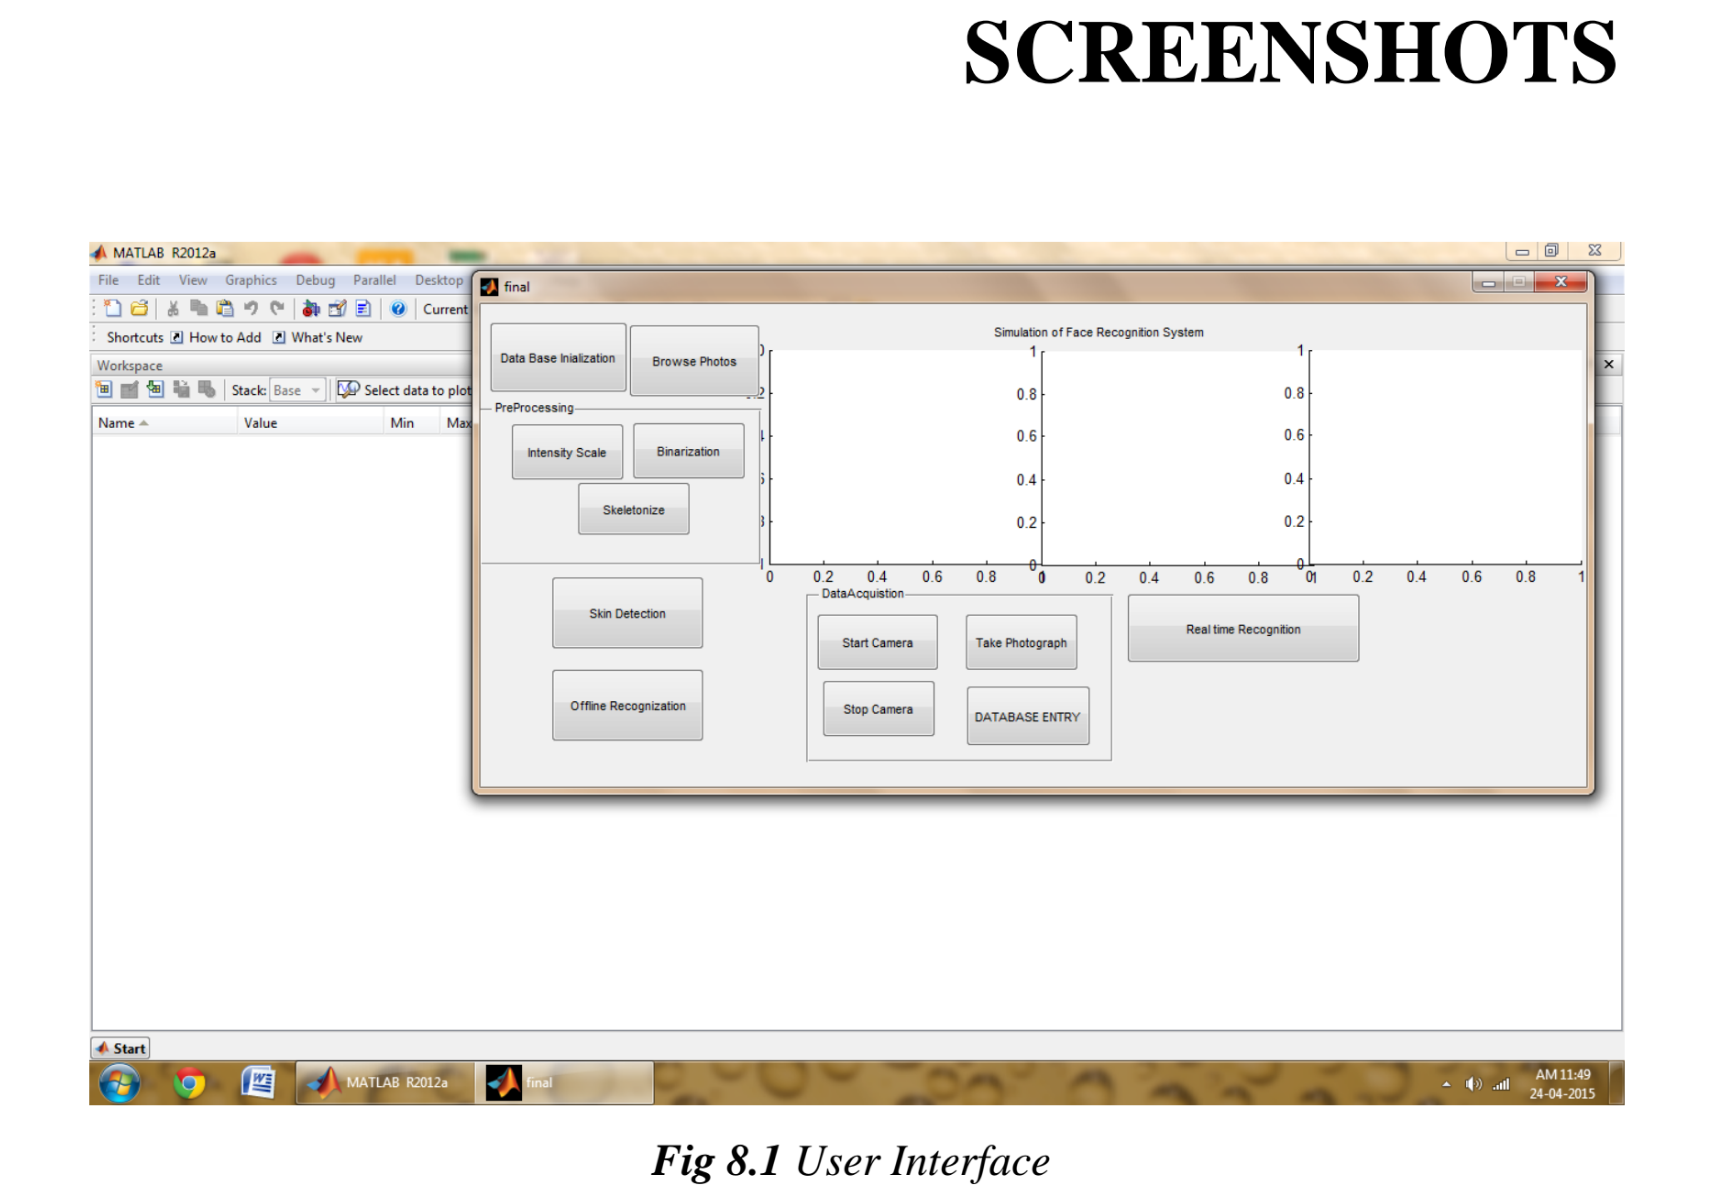 SCREENSHOTS
MATLAB R2012a
File Edit View Graphics Debug Parallel Desktop
final
Current
Shortcuts How to Add What's New
Workspace
Stack: Base Select data to plot
Name Value Min Max
Data Base Inialization Browse Photos
Simulation of Face Recognition System
PreProcessing
Intensity Scale Binarization
Skeletonize
1 1
0.8 0.8
0.6 0.6
0.4 0.4
0.2 0.2
0 0
0 0.2 0.4 0.6 0.8 0 0.2 0.4 0.6 0.8 0 0.2 0.4 0.6 0.8 1
Skin Detection
Offline Recognization
DataAcquistion
Start Camera Take Photograph
Stop Camera DATABASE ENTRY
Real time Recognition
Start
MATLAB R2012a final
AM 11:49
24-04-2015
Fig 8.1 User Interface